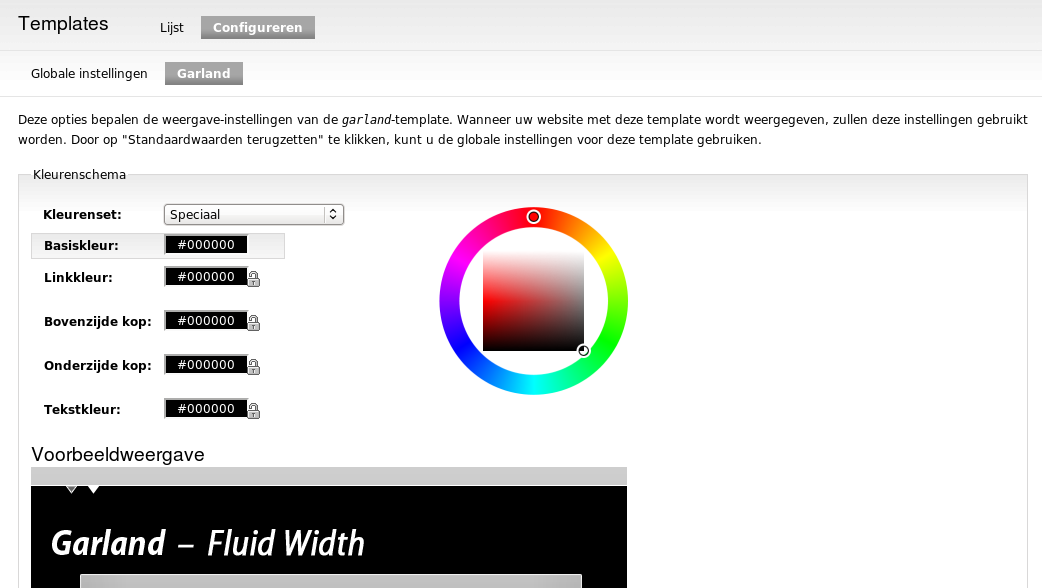 Templates
Lijst
Configureren
Globale instellingen
Garland
Deze opties bepalen de weergave-instellingen van de garland-template. Wanneer uw website met deze template wordt weergegeven, zullen deze instellingen gebruikt
worden. Door op "Standaardwaarden terugzetten" te klikken, kunt u de globale instellingen voor deze template gebruiken.
Kleurenschema
Kleurenset: Speciaal
Basiskleur: #000000
Linkkleur: #000000
Bovenzijde kop: #000000
Onderzijde kop: #000000
Tekstkleur: #000000
Voorbeeldweergave
Garland – Fluid Width